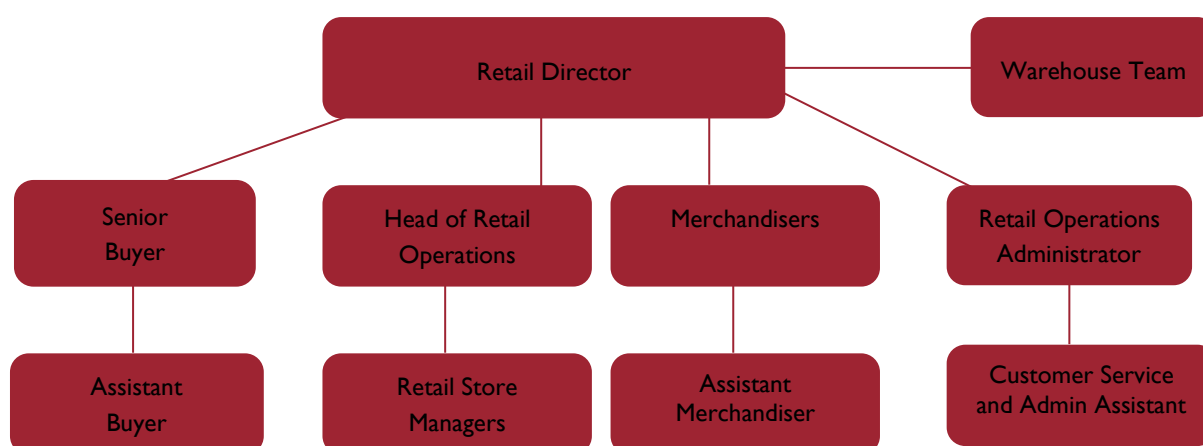 Retail Director
Warehouse Team
Senior
Buyer
Head of Retail
Operations
Merchandisers
Retail Operations
Administrator
Assistant
Buyer
Retail Store
Managers
Assistant
Merchandiser
Customer Service
and Admin Assistant